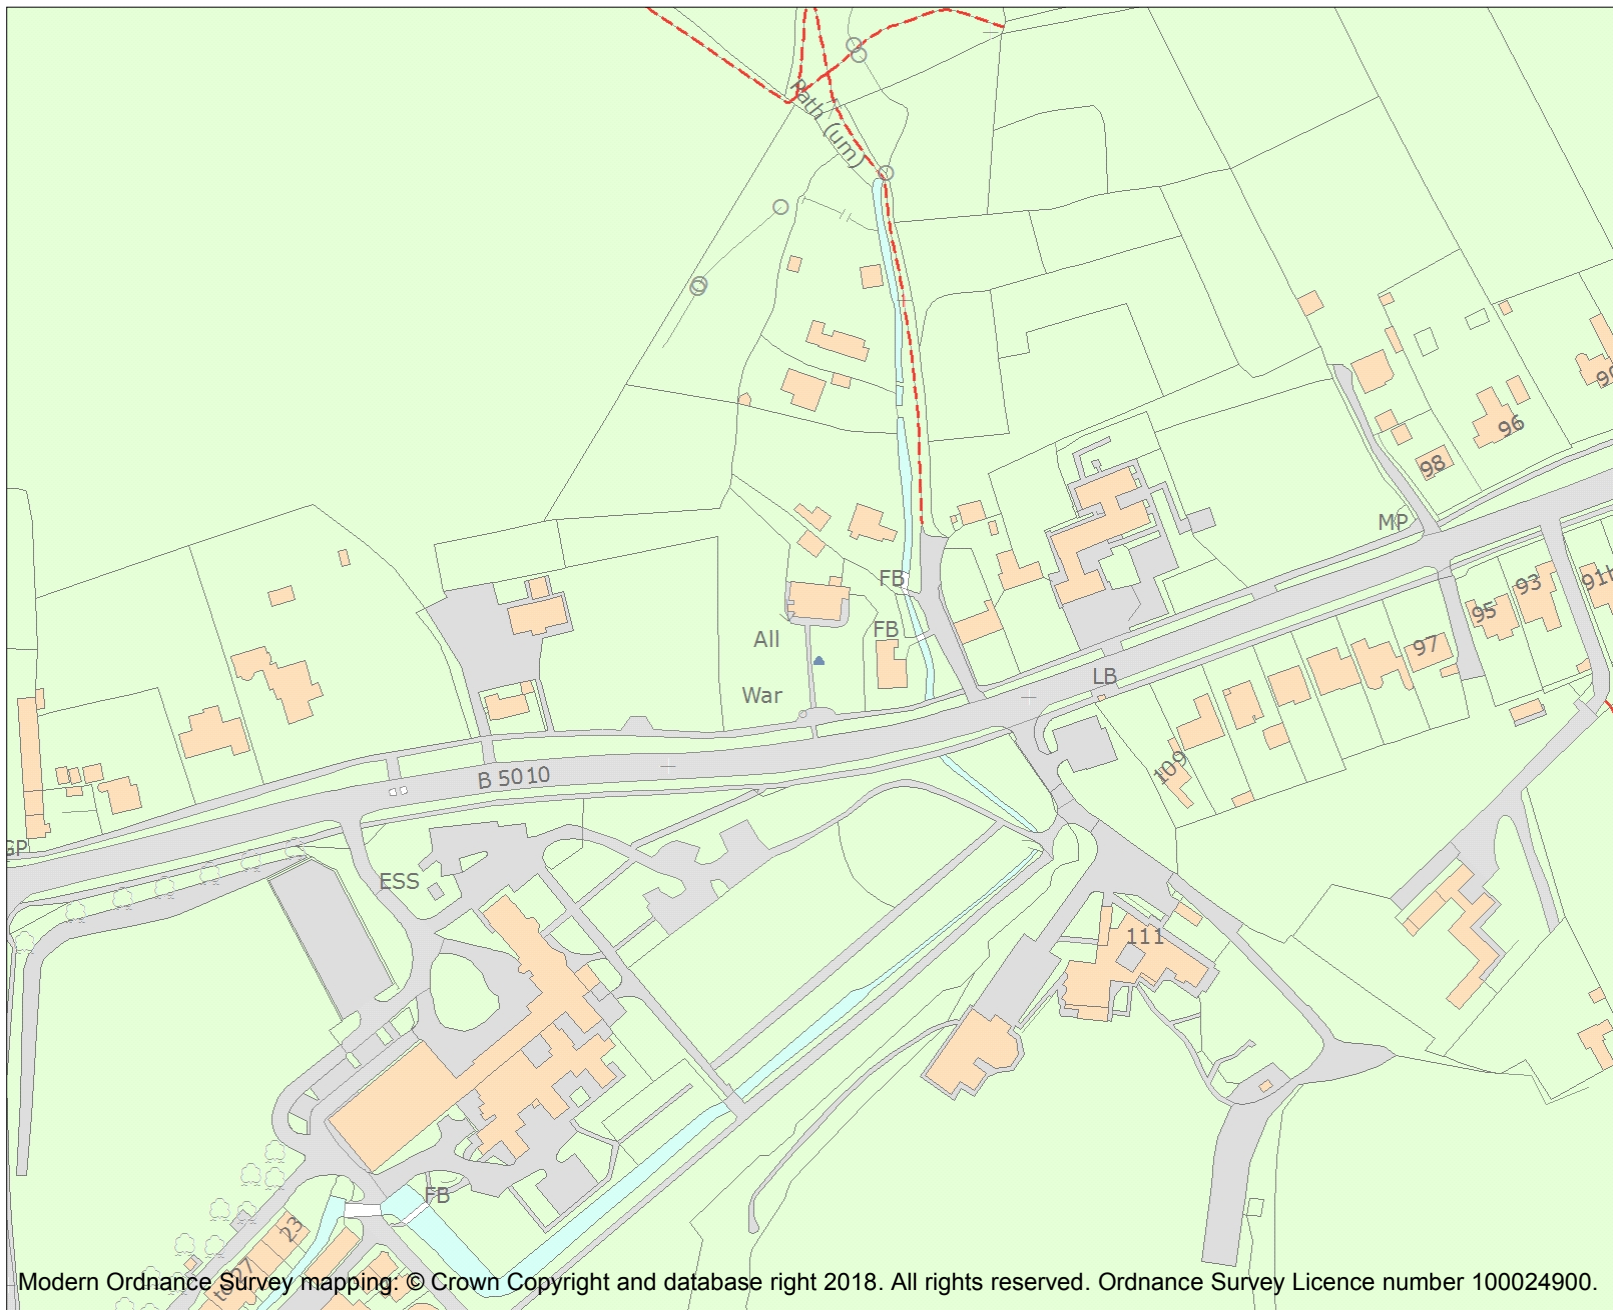 Path (um)
96
98
MP
FB
93
95
FB
All
97
LB
War
109
B 5010
GP
ESS
111
FB
23
to 27
Modern Ordnance Survey mapping: © Crown Copyright and database right 2018. All rights reserved. Ordnance Survey Licence number 100024900.